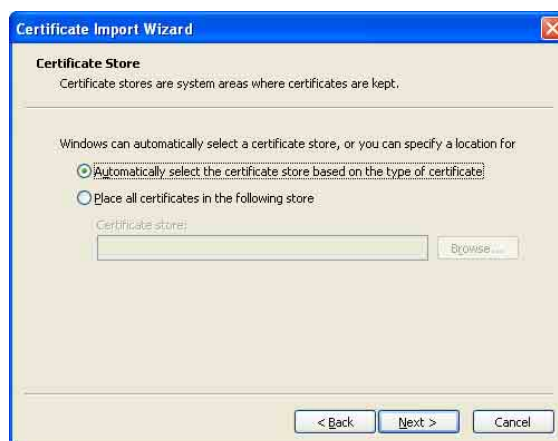 Certificate Import Wizard
Certificate Store
Certificate stores are system areas where certificates are kept.
Windows can automatically select a certificate store, or you can specify a location for
Automatically select the certificate store based on the type of certificate
Place all certificates in the following store
Certificate store:
Browse...
< Back Next > Cancel